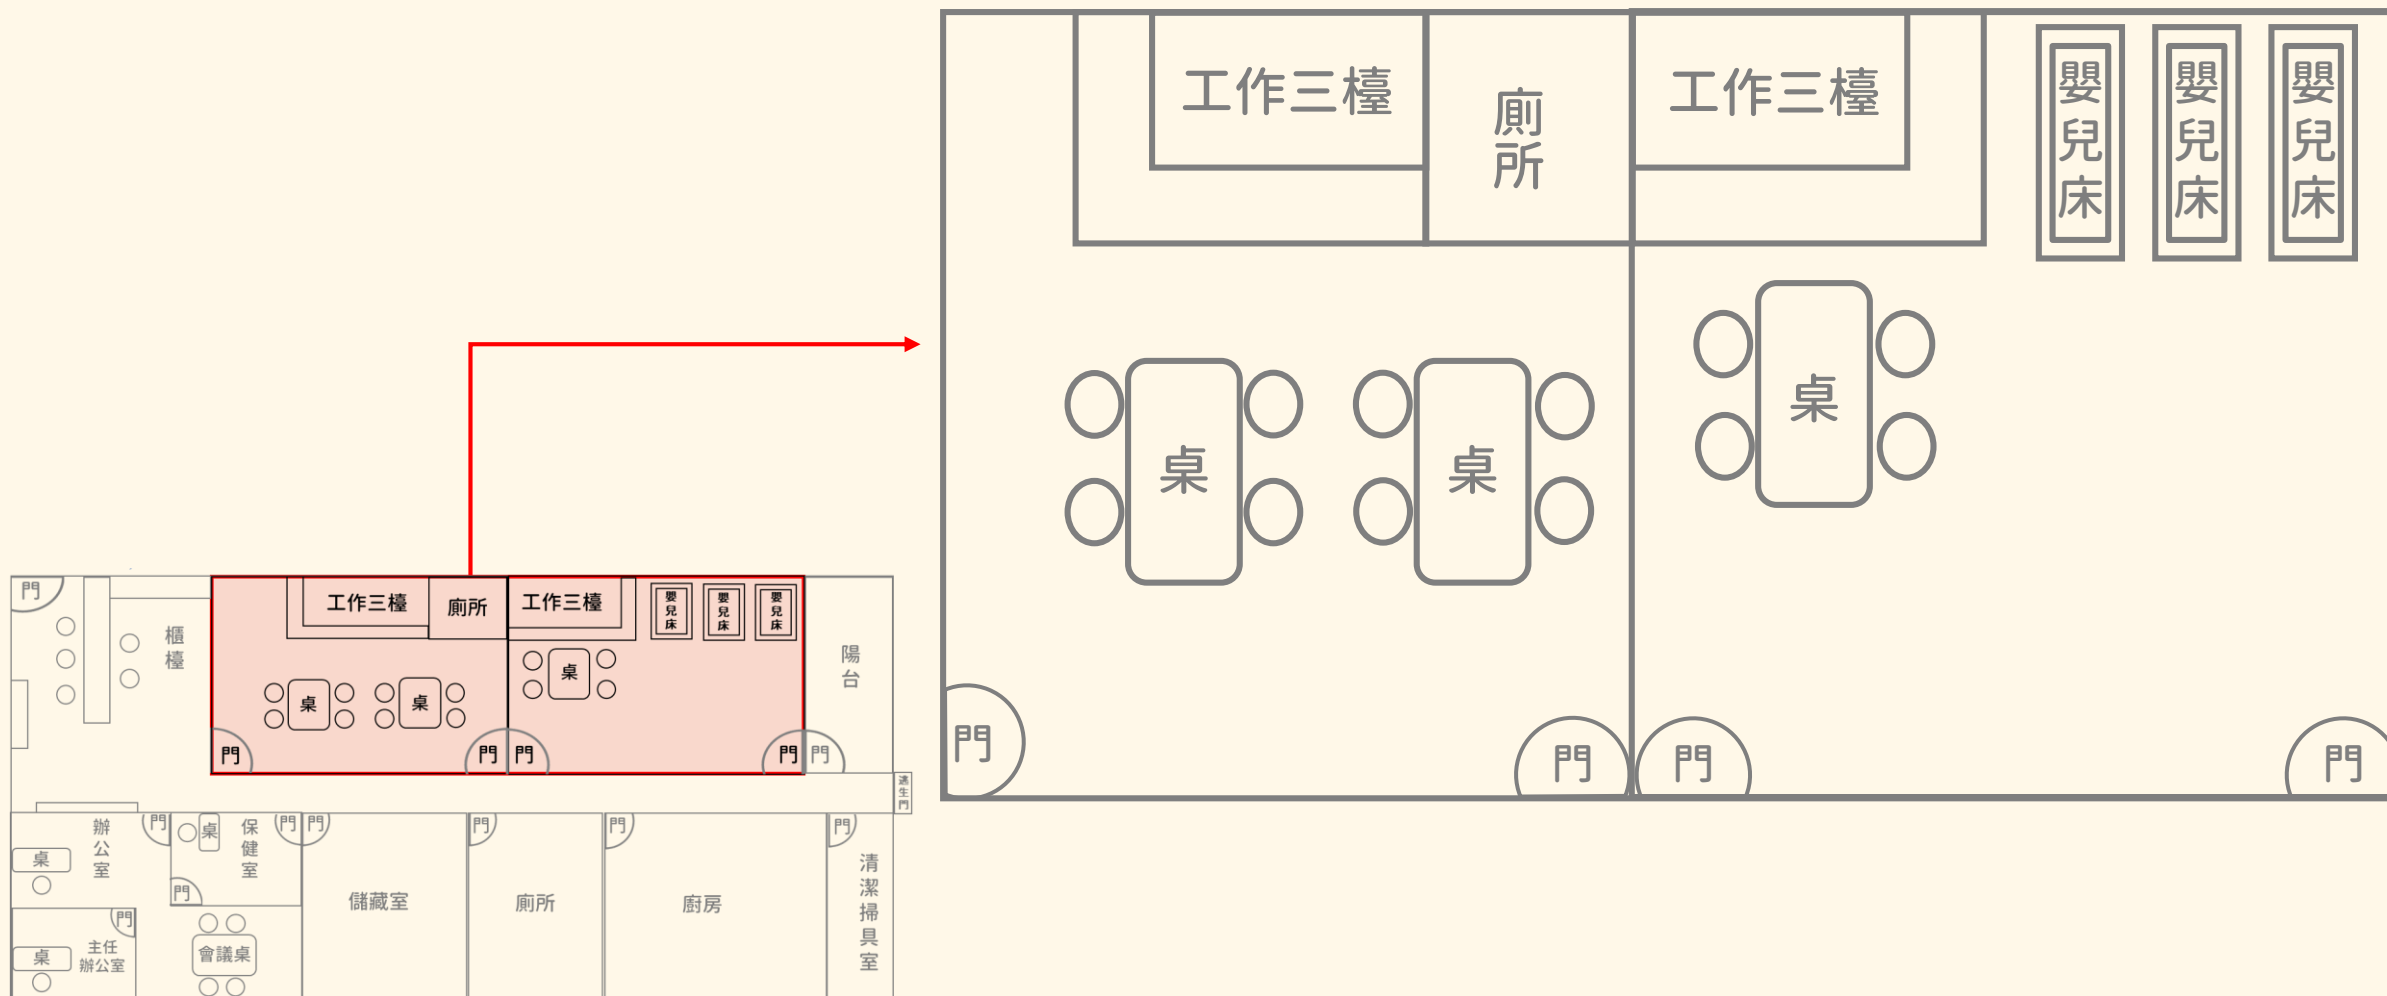 工作三檯
廁所
工作三檯
嬰兒床
嬰兒床
嬰兒床
桌
桌
桌
門
門
門
門
門
櫃檯
工作三檯
廁所
工作三檯
嬰兒床
嬰兒床
嬰兒床
桌
桌
桌
陽台
門
門
門
門
門
逃生門
辦公室
門
桌
保健室
門
門
門
門
門
桌
門
清潔掃具室
儲藏室
廁所
廚房
門
桌
主任
辦公室
會議桌